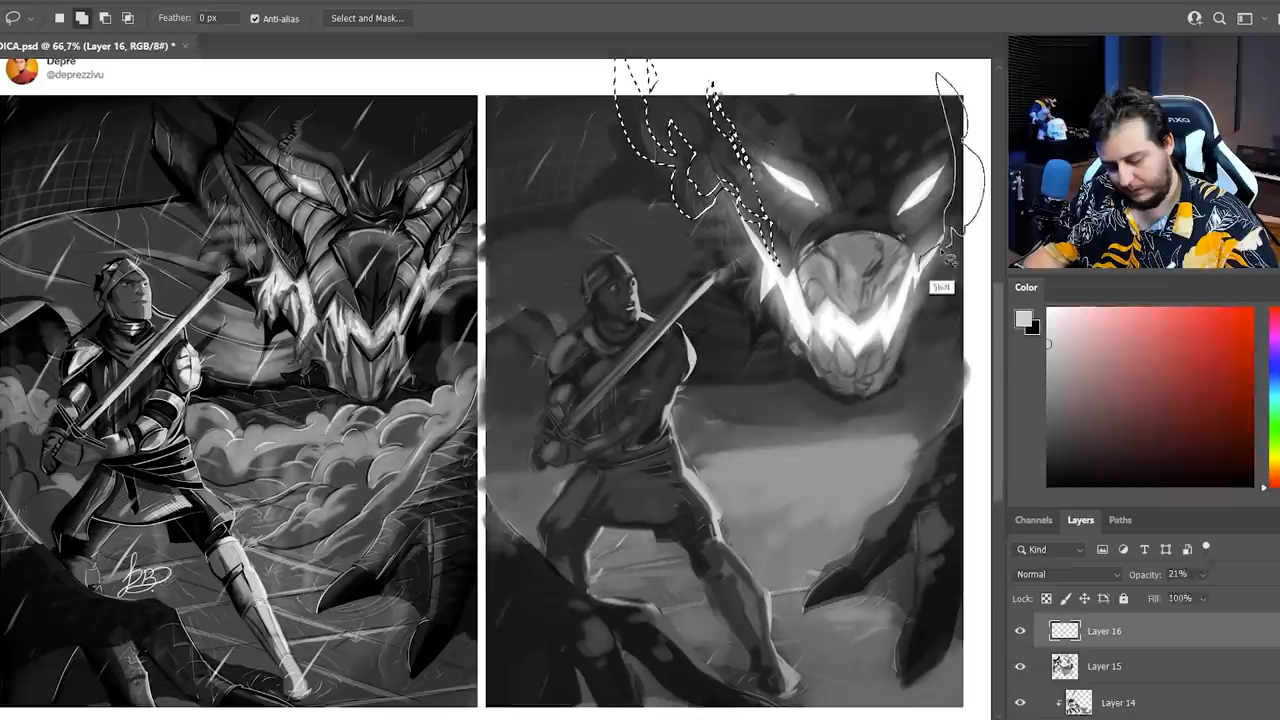 Feather: 0 px
Anti-alias
Select and Mask...
DICA.psd @ 66,7% (Layer 16, RGB/8#) * ×
Depre
@deprezzivu
Shift
Color
Channels Layers Paths
Kind
Normal
Opacity: 21%
Lock:
Fill: 100%
Layer 16
Layer 15
Layer 14